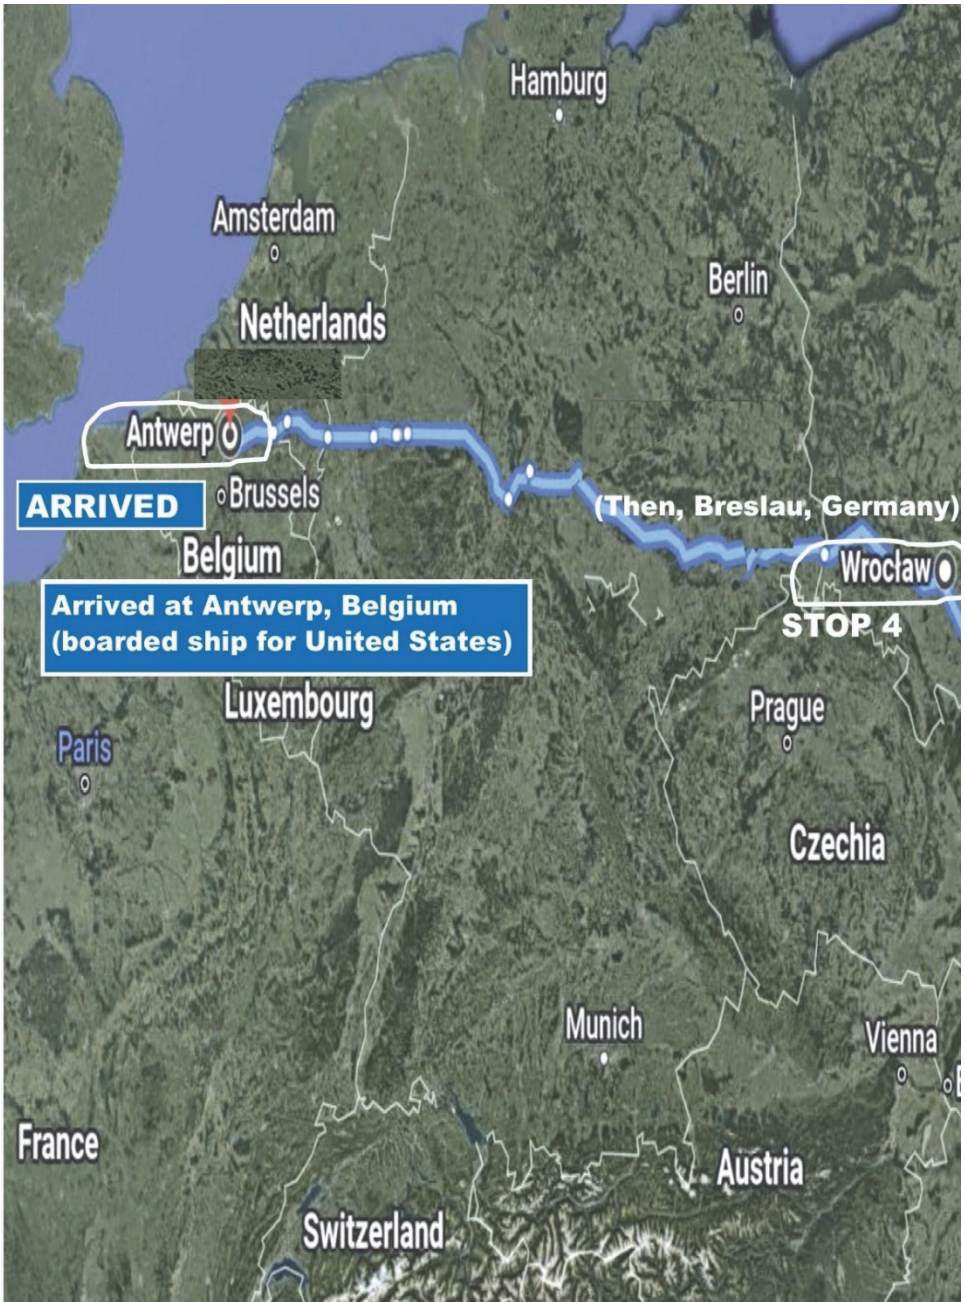 Hamburg
Amsterdam
Berlin
Netherlands
Antwerp
ARRIVED
Brussels
(Then, Breslau, Germany)
Belgium
Wrocław
Arrived at Antwerp, Belgium
(boarded ship for United States)
STOP 4
Luxembourg
Prague
Paris
Czechia
Munich
Vienna
France
Austria
Switzerland